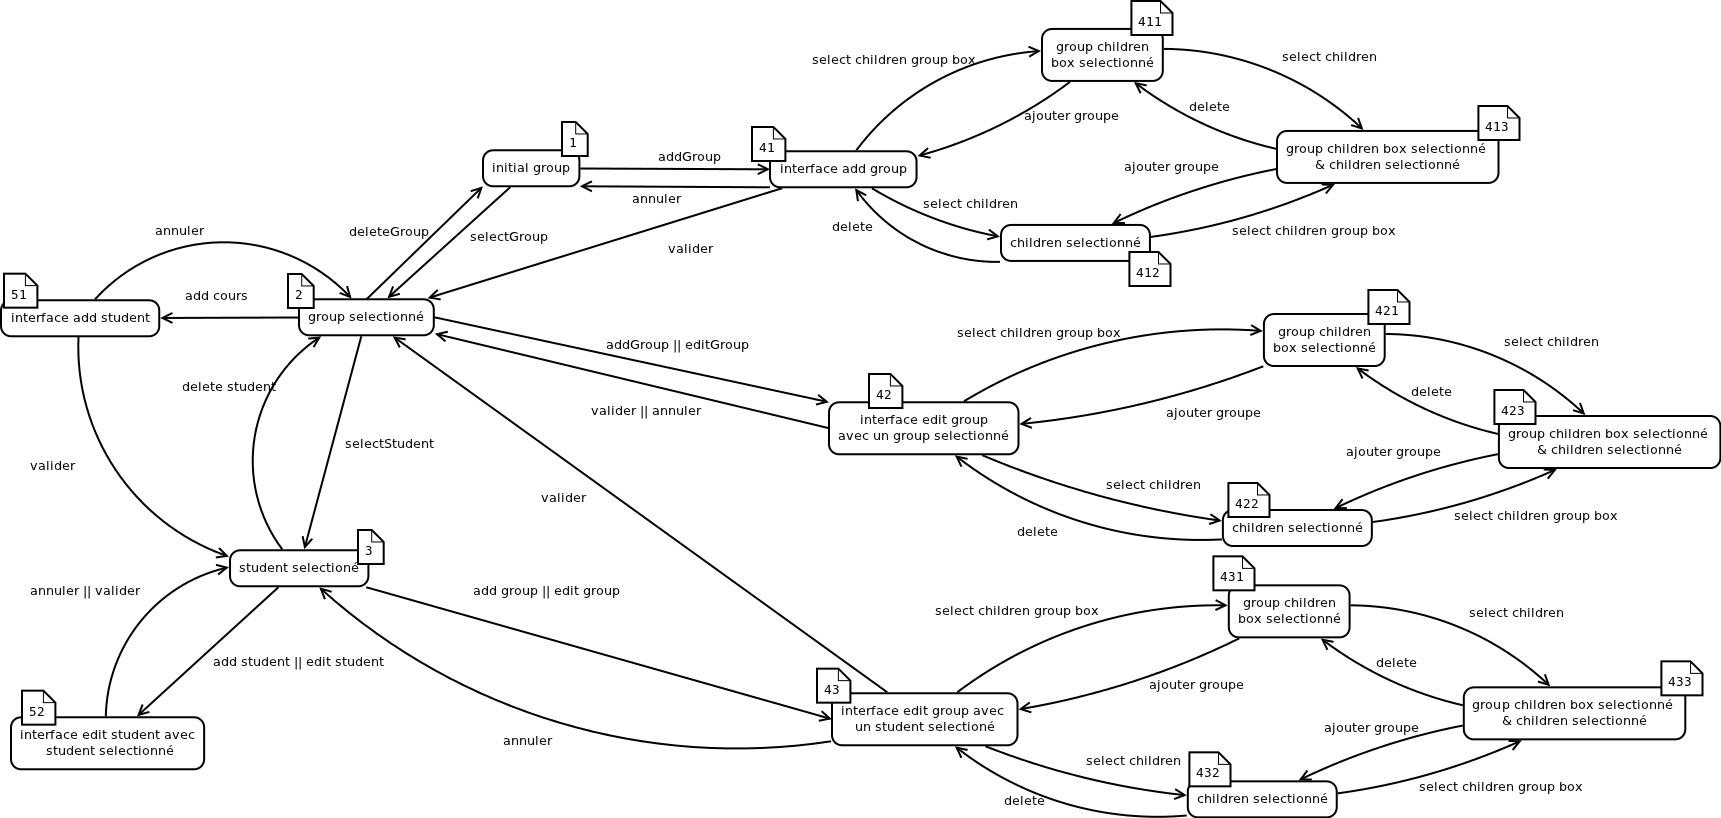 411
group children
box selectionné
select children group box
select children
ajouter groupe
delete
413
group children box selectionné
& children selectionné
1
initial group
addGroup
41
interface add group
annuler
ajouter groupe
select children
children selectionné
412
delete
select children group box
deleteGroup
selectGroup
valider
annuler
51
interface add student
add cours
2
group selectionné
421
group children
box selectionné
select children group box
select children
addGroup || editGroup
42
interface edit group
avec un group selectionné
valider || annuler
ajouter groupe
delete
423
group children box selectionné
& children selectionné
ajouter groupe
select children
422
children selectionné
delete
select children group box
delete student
selectStudent
valider
valider
3
student selectioné
annuler || valider
add student || edit student
add group || edit group
annuler
52
interface edit student avec
student selectionné
431
group children
box selectionné
select children group box
select children
43
interface edit group avec
un student selectioné
ajouter groupe
delete
433
group children box selectionné
& children selectionné
ajouter groupe
select children
432
children selectionné
delete
select children group box